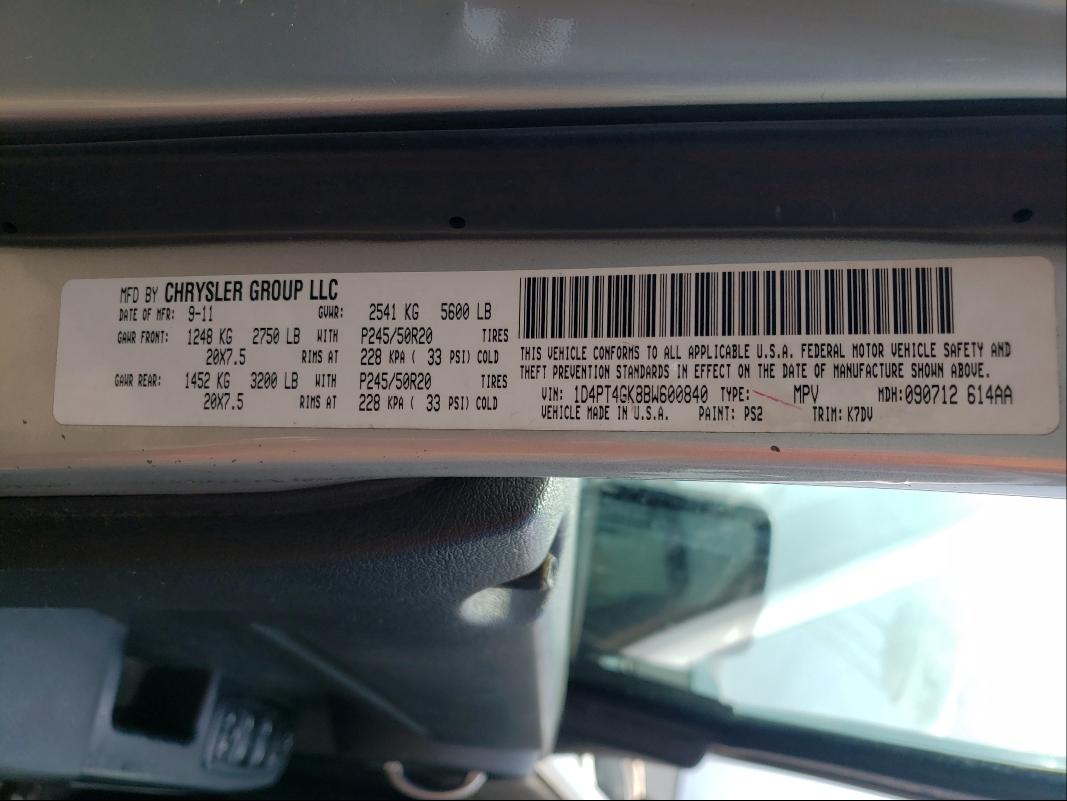 MFD BY CHRYSLER GROUP LLC
DATE OF MFR: 9-11 GVWR: 2541 KG 5600 LB
GAWR FRONT: 1248 KG 2750 LB WITH P245/50R20 TIRES
20X7.5 RIMS AT 228 KPA ( 33 PSI) COLD
GAWR REAR: 1452 KG 3200 LB WITH P245/50R20 TIRES
20X7.5 RIMS AT 228 KPA ( 33 PSI) COLD
THIS VEHICLE CONFORMS TO ALL APPLICABLE U.S.A. FEDERAL MOTOR VEHICLE SAFETY AND
THEFT PREVENTION STANDARDS IN EFFECT ON THE DATE OF MANUFACTURE SHOWN ABOVE.
VIN: 1D4PT4GK8BW600840 TYPE: MPV MDH:090712 614AA
VEHICLE MADE IN U.S.A. PAINT: PS2 TRIM: K7DV